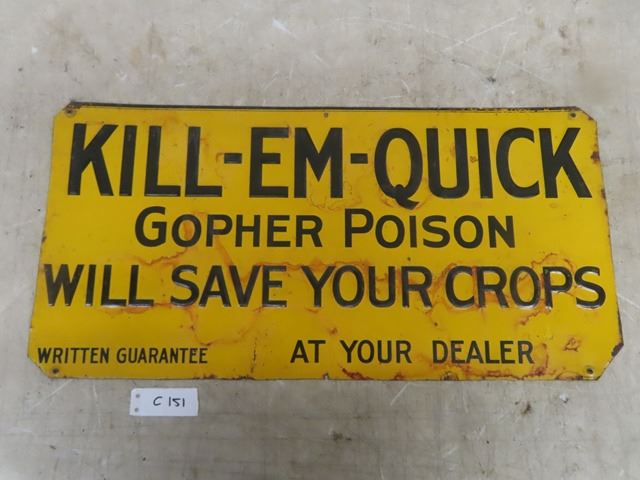 KILL-EM-QUICK
GOPHER POISON
WILL SAVE YOUR CROPS
WRITTEN GUARANTEE AT YOUR DEALER
C 151